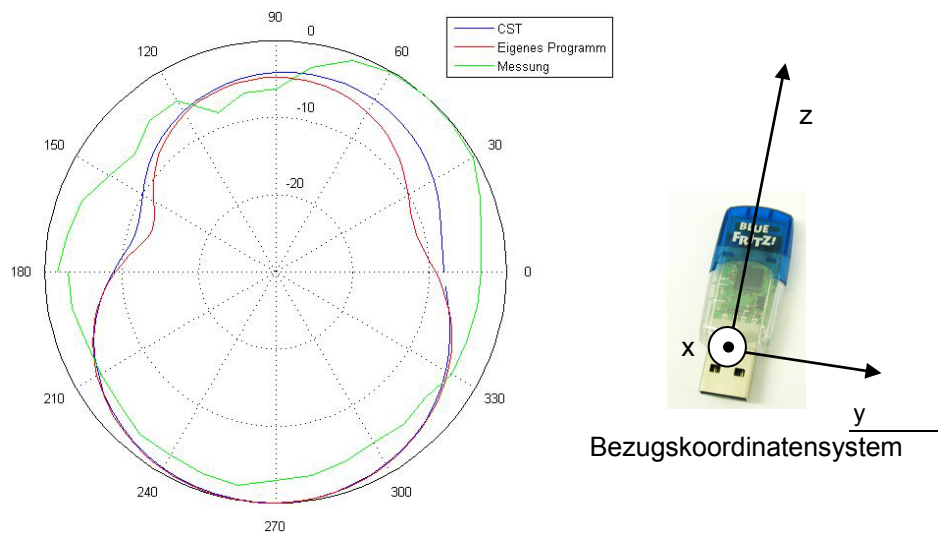 90
0
120
60
-10
150
30
-20
180
0
210
330
240
300
270
CST
Eigenes Programm
Messung
z
BLUE
FRITZ!
x
y
Bezugskoordinatensystem